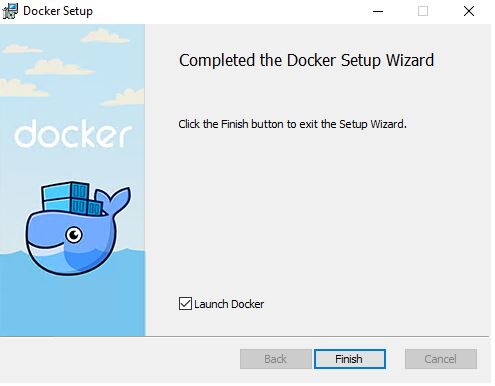 Docker Setup
Completed the Docker Setup Wizard
Click the Finish button to exit the Setup Wizard.
docker
Launch Docker
Back
Finish
Cancel